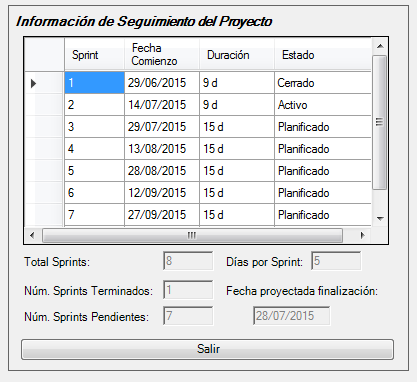 Información de Seguimiento del Proyecto
Sprint Fecha Comienzo Duración Estado
1 29/06/2015 9 d Cerrado
2 14/07/2015 9 d Activo
3 29/07/2015 15 d Planificado
4 13/08/2015 15 d Planificado
5 28/08/2015 15 d Planificado
6 12/09/2015 15 d Planificado
7 27/09/2015 15 d Planificado
Total Sprints: 8 Días por Sprint: 5
Núm. Sprints Terminados: 1 Fecha proyectada finalización:
Núm. Sprints Pendientes: 7 28/07/2015
Salir